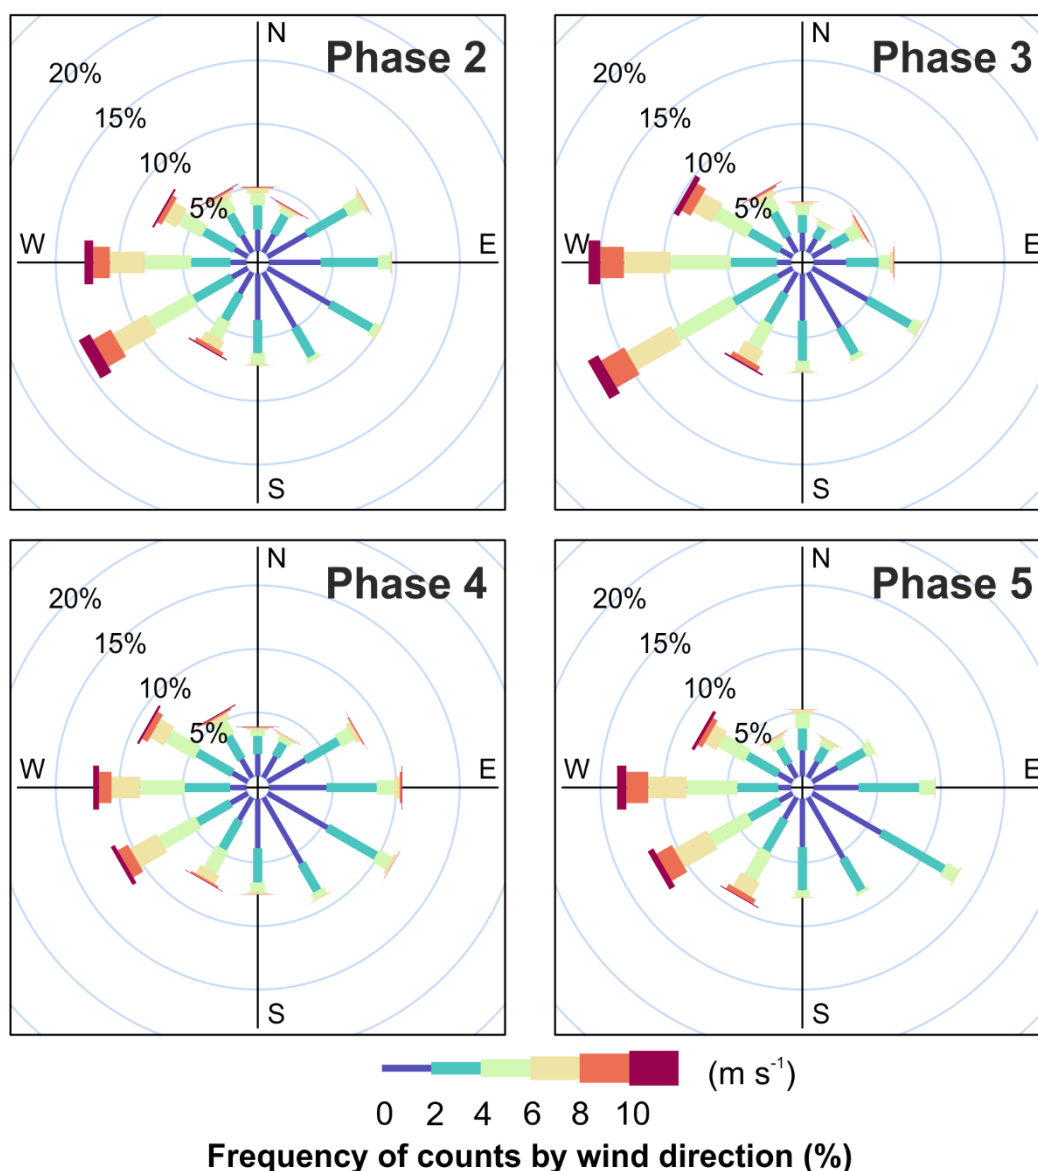 N
Phase 2
20%
15%
10%
5%
W
E
S
N
Phase 3
20%
15%
10%
5%
W
E
S
N
Phase 4
20%
15%
10%
5%
W
E
S
N
Phase 5
20%
15%
10%
5%
W
E
S
(m s⁻¹)
0 2 4 6 8 10
Frequency of counts by wind direction (%)